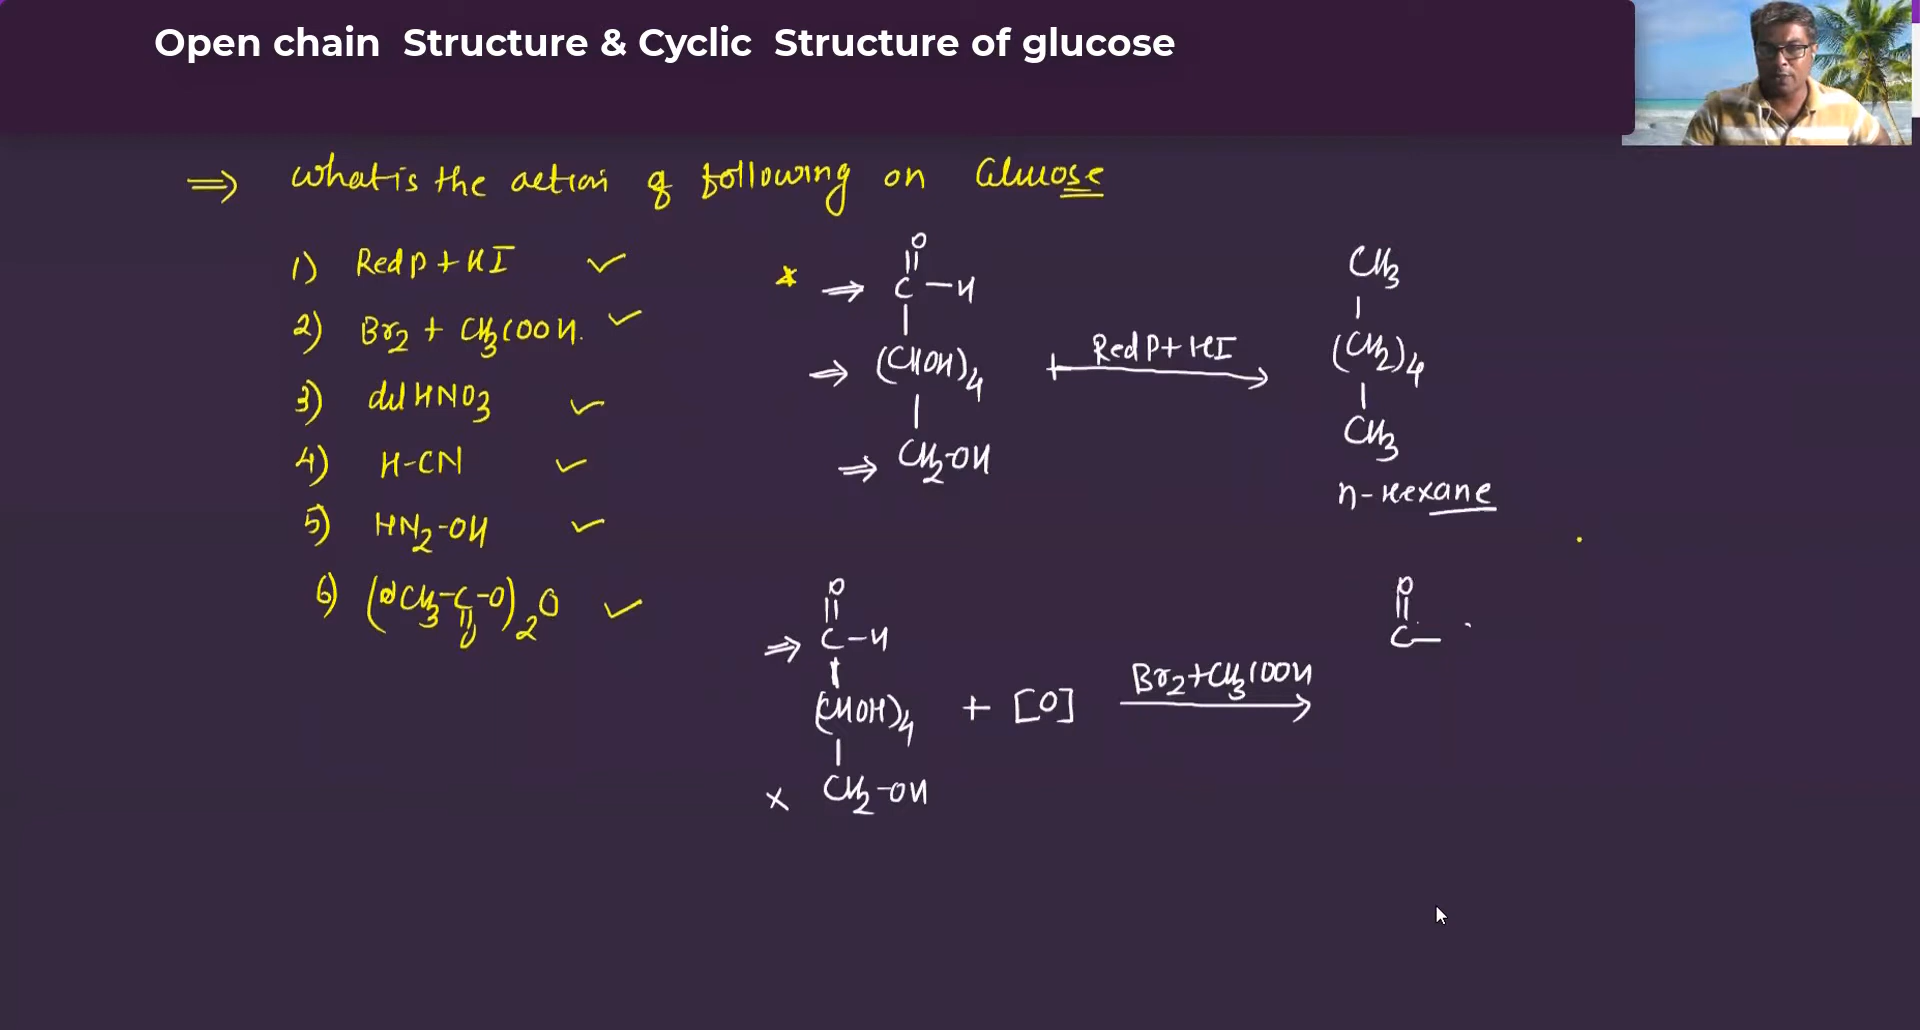 Open chain Structure & Cyclic Structure of glucose
⇒ What is the action of following on Glucose
1) Red P + HI ✓
2) Br2 + CH3COOH. ✓
3) dil HNO3 ✓
4) H-CN ✓
5) HN2-OH ✓
6) (CH3-C-O)2O ✓
O
O
⇒ C-H
⇒ (CHOH)4
⇒ CH2-OH
Red P + HI
CH3
(CH2)4
CH3
n-Hexane
O
⇒ C-H
(CHOH)4 + [O]
x CH2-OH
Br2+CH3COOH
O
C-